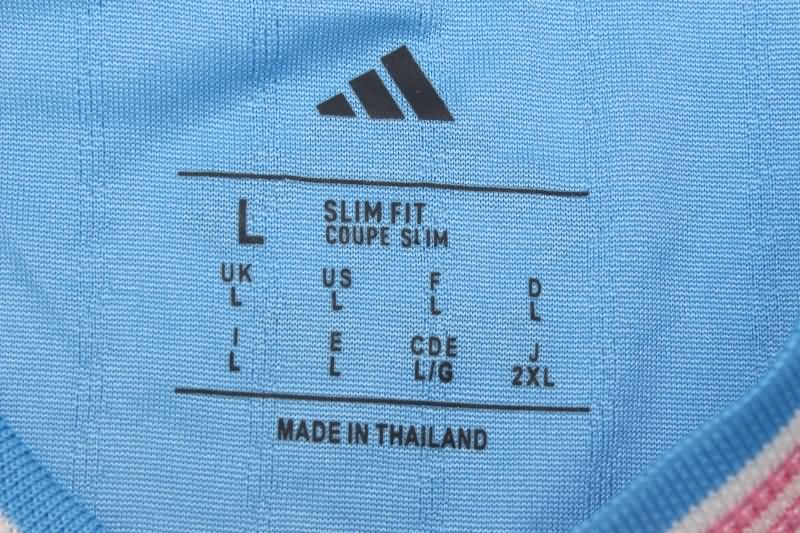 L SLIM FIT
COUPE SLIM
UK US F D
L L L L
I E CDE J
L L L/G 2XL
MADE IN THAILAND